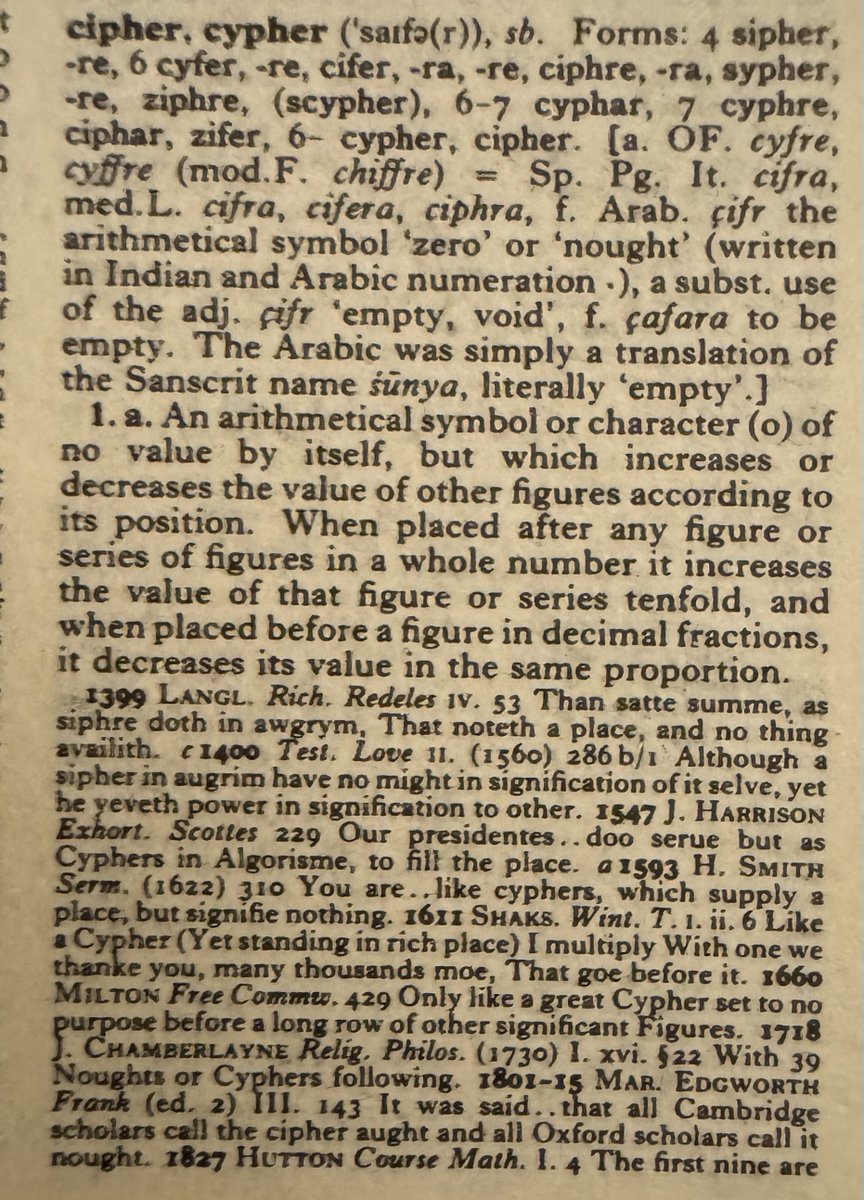 cipher, cypher ('saɪfə(r)), sb. Forms: 4 sipher,
-re, 6 cyfer, -re, cifer, -ra, -re, ciphre, -ra, sypher,
-re, ziphre, (scypher), 6-7 cyphar, 7 cyphre,
ciphar, zifer, 6- cypher, cipher. [a. OF. cyfre,
cyffre (mod.F. chiffre) = Sp. Pg. It. cifra,
med.L. cifra, cifera, ciphra, f. Arab. çifr the
arithmetical symbol ‘zero’ or ‘nought’ (written
in Indian and Arabic numeration ·), a subst. use
of the adj. çifr ‘empty, void’, f. çafara to be
empty. The Arabic was simply a translation of
the Sanscrit name śūnya, literally ‘empty’.]
1. a. An arithmetical symbol or character (o) of
no value by itself, but which increases or
decreases the value of other figures according to
its position. When placed after any figure or
series of figures in a whole number it increases
the value of that figure or series tenfold, and
when placed before a figure in decimal fractions,
it decreases its value in the same proportion.
1399 LANGL. Rich. Redeles IV. 53 Than satte summe, as
siphre doth in awgrym, That noteth a place, and no thing
availith. c1400 Test. Love II. (1560) 286b/1 Although a
sipher in augrim have no might in signification of it selve, yet
he yeveth power in signification to other. 1547 J. HARRISON
Exhort. Scottes 229 Our presidentes..doo serue but as
Cyphers in Algorisme, to fill the place. a1593 H. SMITH
Serm. (1622) 310 You are..like cyphers, which supply a
place, but signifie nothing. 1611 SHAKS. Wint. T. I. ii. 6 Like
a Cypher (Yet standing in rich place) I multiply With one we
thanke you, many thousands moe, That goe before it. 1660
MILTON Free Commw. 429 Only like a great Cypher set to no
purpose before a long row of other significant Figures. 1718
J. CHAMBERLAYNE Relig. Philos. (1730) I. xvi. §22 With 39
Noughts or Cyphers following. 1801-15 MAR. EDGWORTH
Frank (ed. 2) III. 143 It was said..that all Cambridge
scholars call the cipher aught and all Oxford scholars call it
nought. 1827 HUTTON Course Math. I. 4 The first nine are